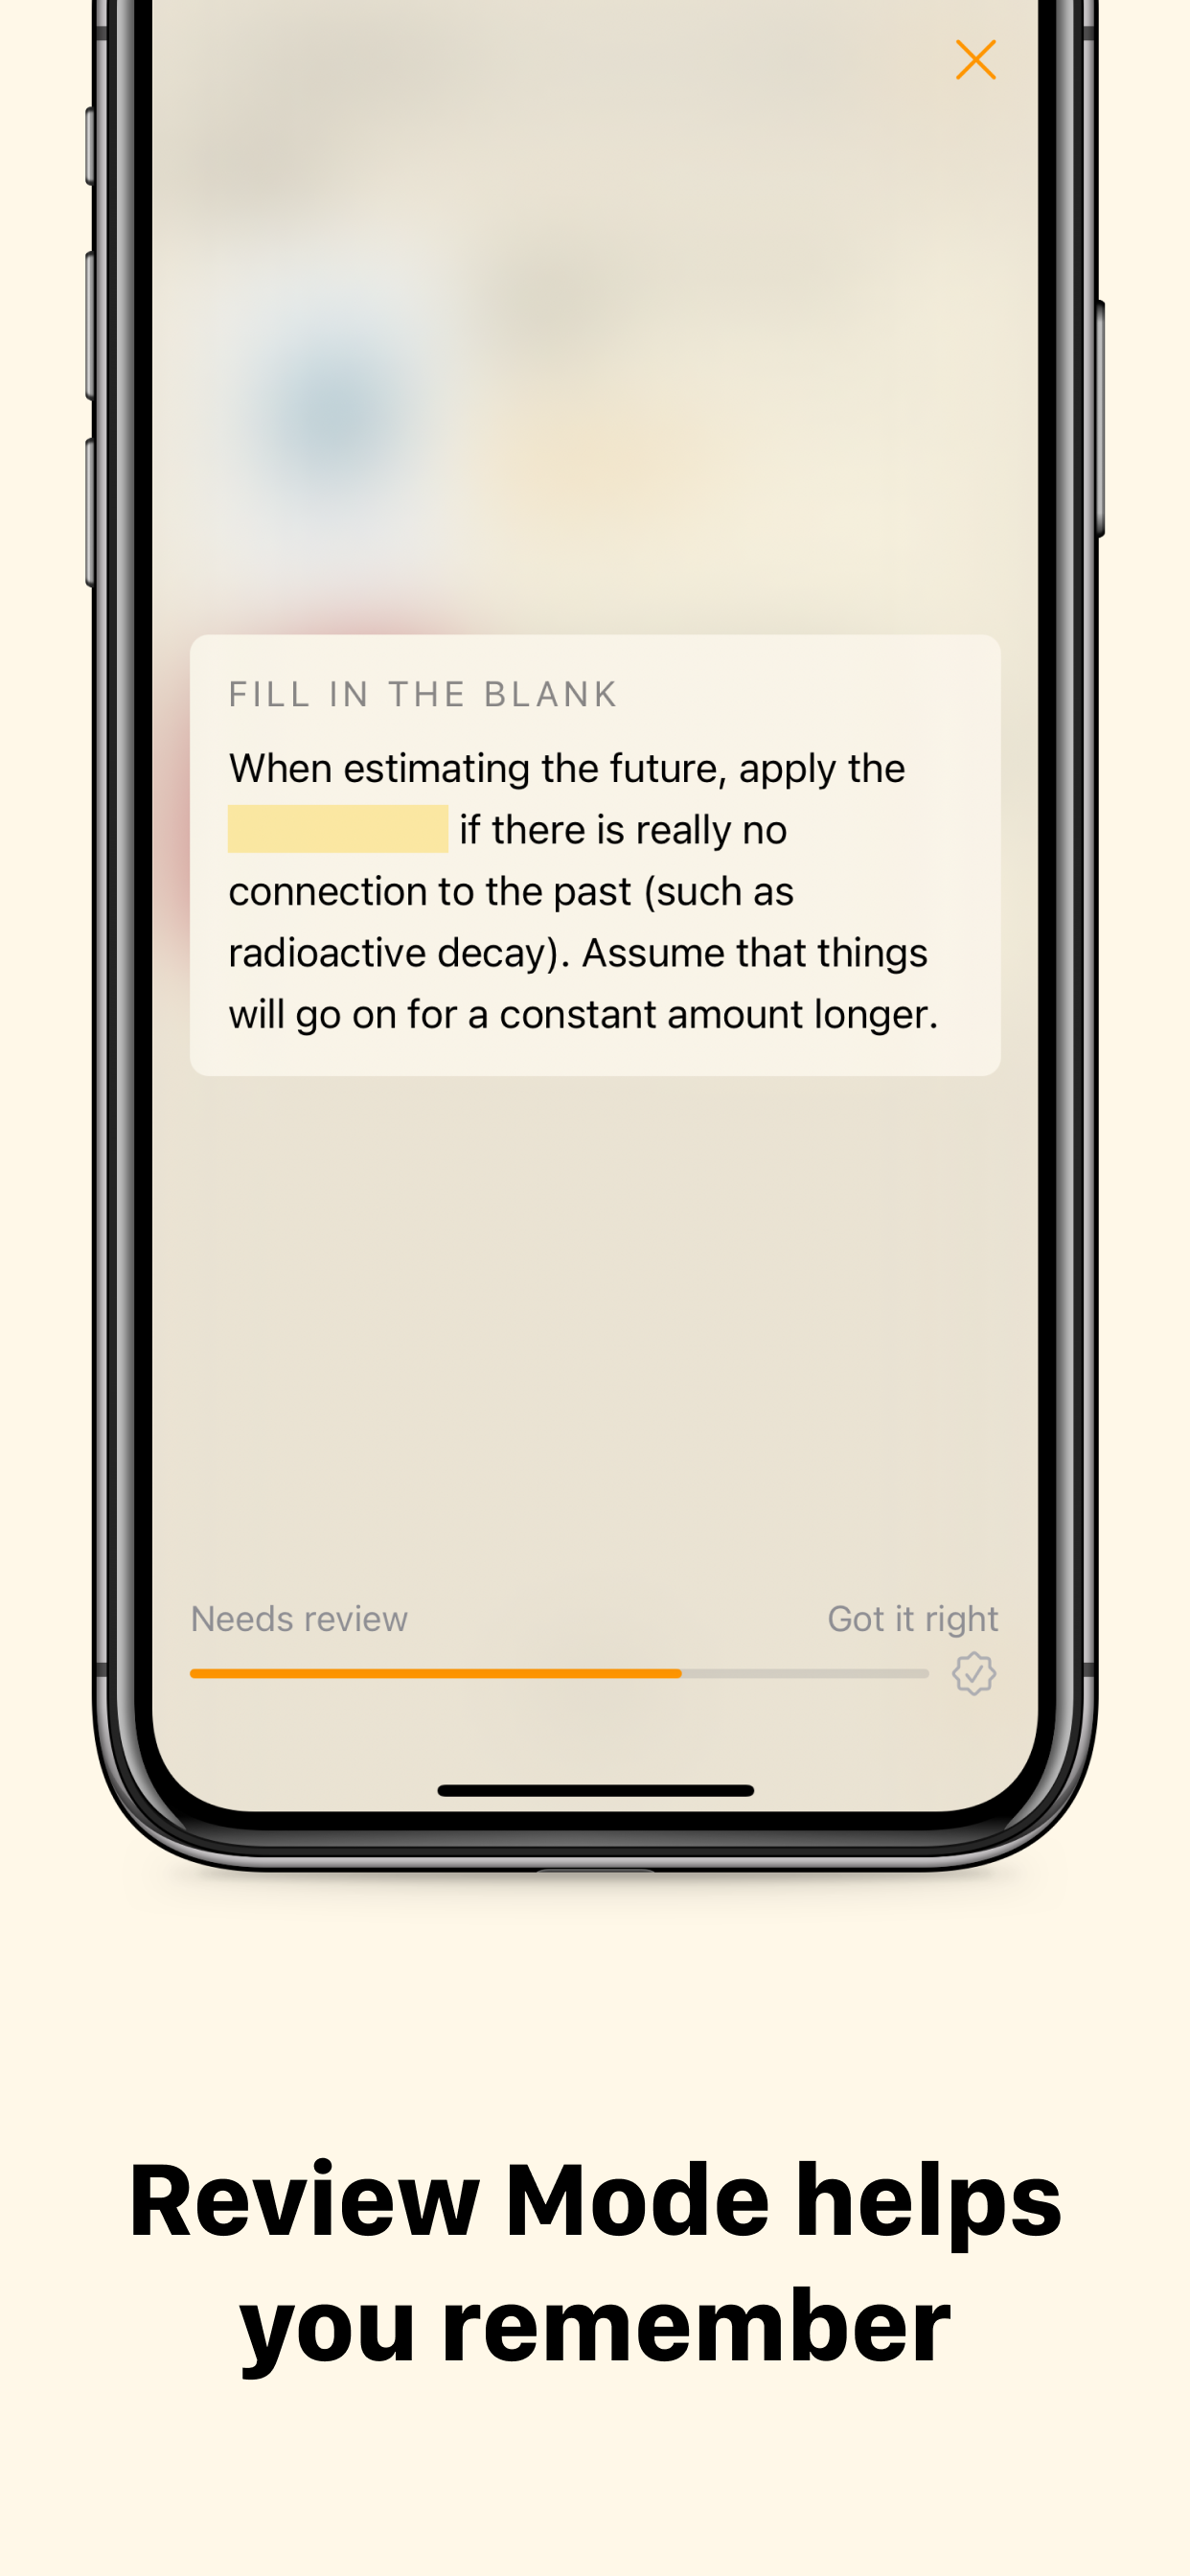 FILL IN THE BLANK
When estimating the future, apply the
if there is really no
connection to the past (such as
radioactive decay). Assume that things
will go on for a constant amount longer.
Needs review
Got it right
Review Mode helps
you remember